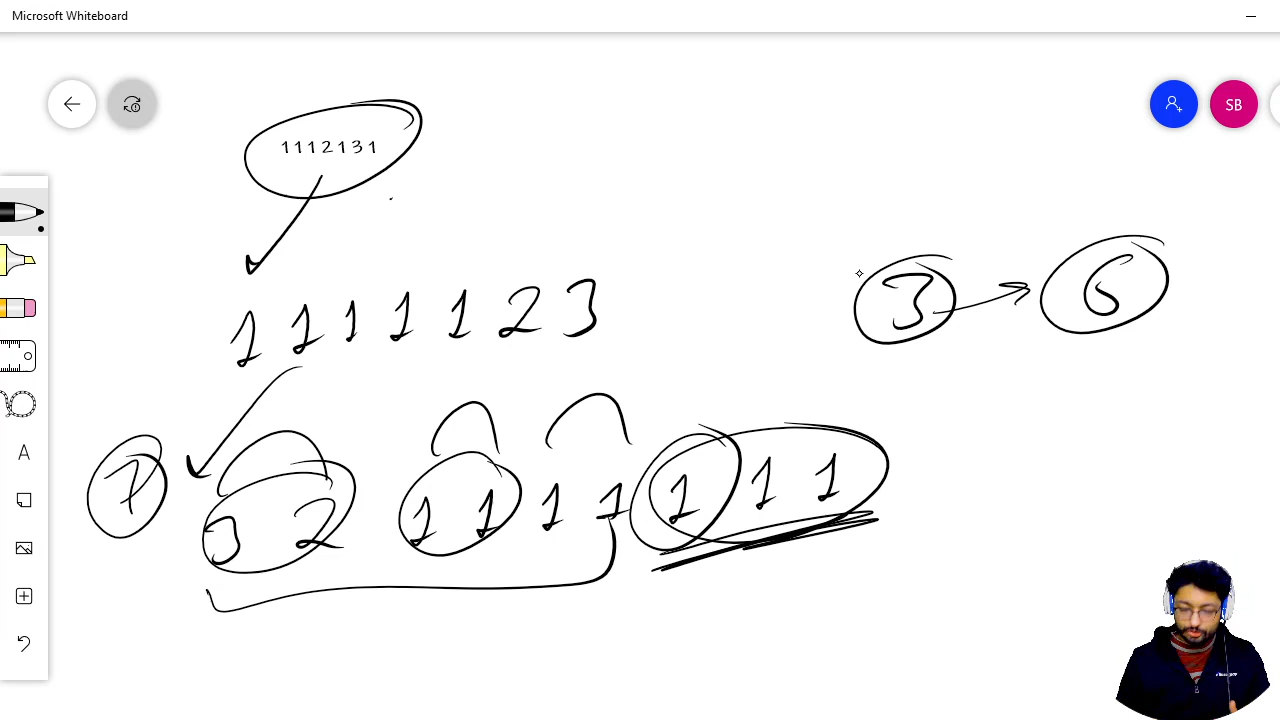 Microsoft Whiteboard
SB
1112131
1 1 1 1 1 2 3
3 → 6
7
3 2 1 1 1 1 1 1 1
A